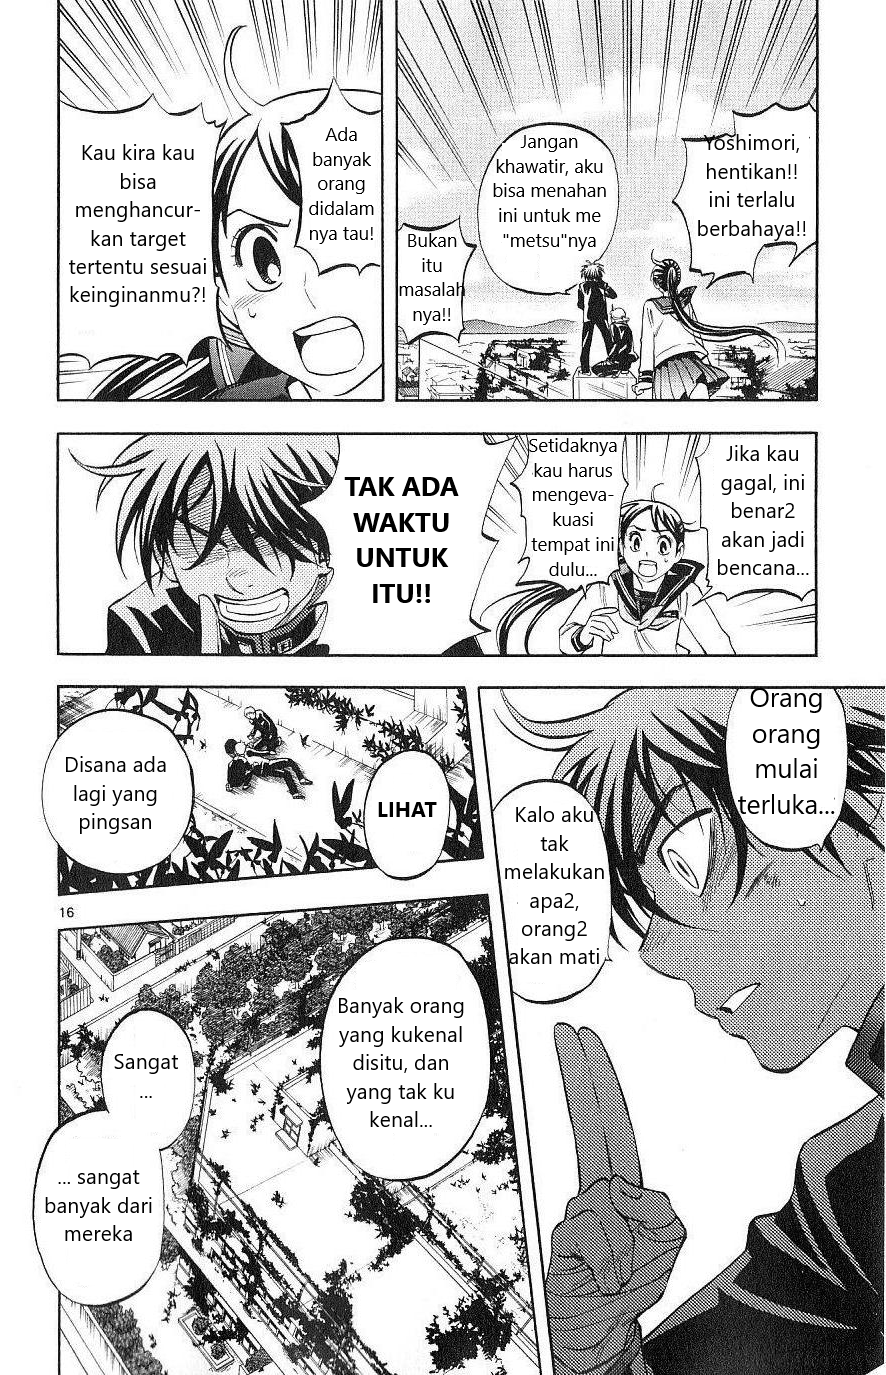 Yoshimori,
hentikan!!
ini terlalu
berbahaya!!
Jangan
khawatir, aku
bisa menahan
ini untuk me
"metsu"nya
Bukan
itu
masalah
nya!!
Ada
banyak
orang
didalam
nya tau!
Kau kira kau
bisa
menghancur-
kan target
tertentu sesuai
keinginanmu?!
Jika kau
gagal, ini
benar2
akan jadi
bencana...
Setidaknya
kau harus
mengeva-
kuasi
tempat ini
dulu...
TAK ADA
WAKTU
UNTUK
ITU!!
Orang
orang
mulai
terluka...
Kalo aku
tak
melakukan
apa2,
orang2
akan mati
LIHAT
Disana ada
lagi yang
pingsan
16
Banyak orang
yang kukenal
disitu, dan
yang tak ku
kenal...
Sangat
...
... sangat
banyak dari
mereka